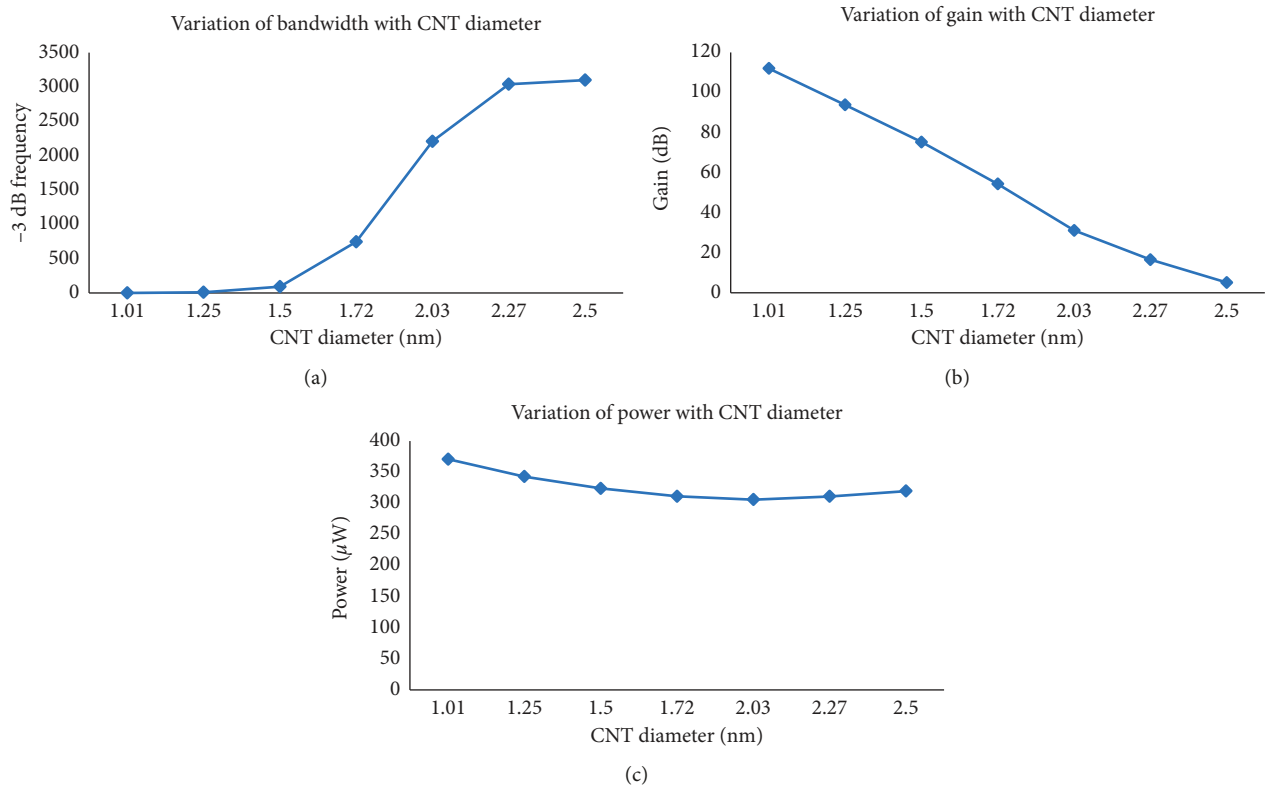 Variation of bandwidth with CNT diameter
3500
3000
2500
2000
1500
1000
500
0
−3 dB frequency
1.01 1.25 1.5 1.72 2.03 2.27 2.5
CNT diameter (nm)
(a)
Variation of gain with CNT diameter
120
100
80
60
40
20
0
Gain (dB)
1.01 1.25 1.5 1.72 2.03 2.27 2.5
CNT diameter (nm)
(b)
Variation of power with CNT diameter
400
350
300
250
200
150
100
50
0
Power (μW)
1.01 1.25 1.5 1.72 2.03 2.27 2.5
CNT diameter (nm)
(c)